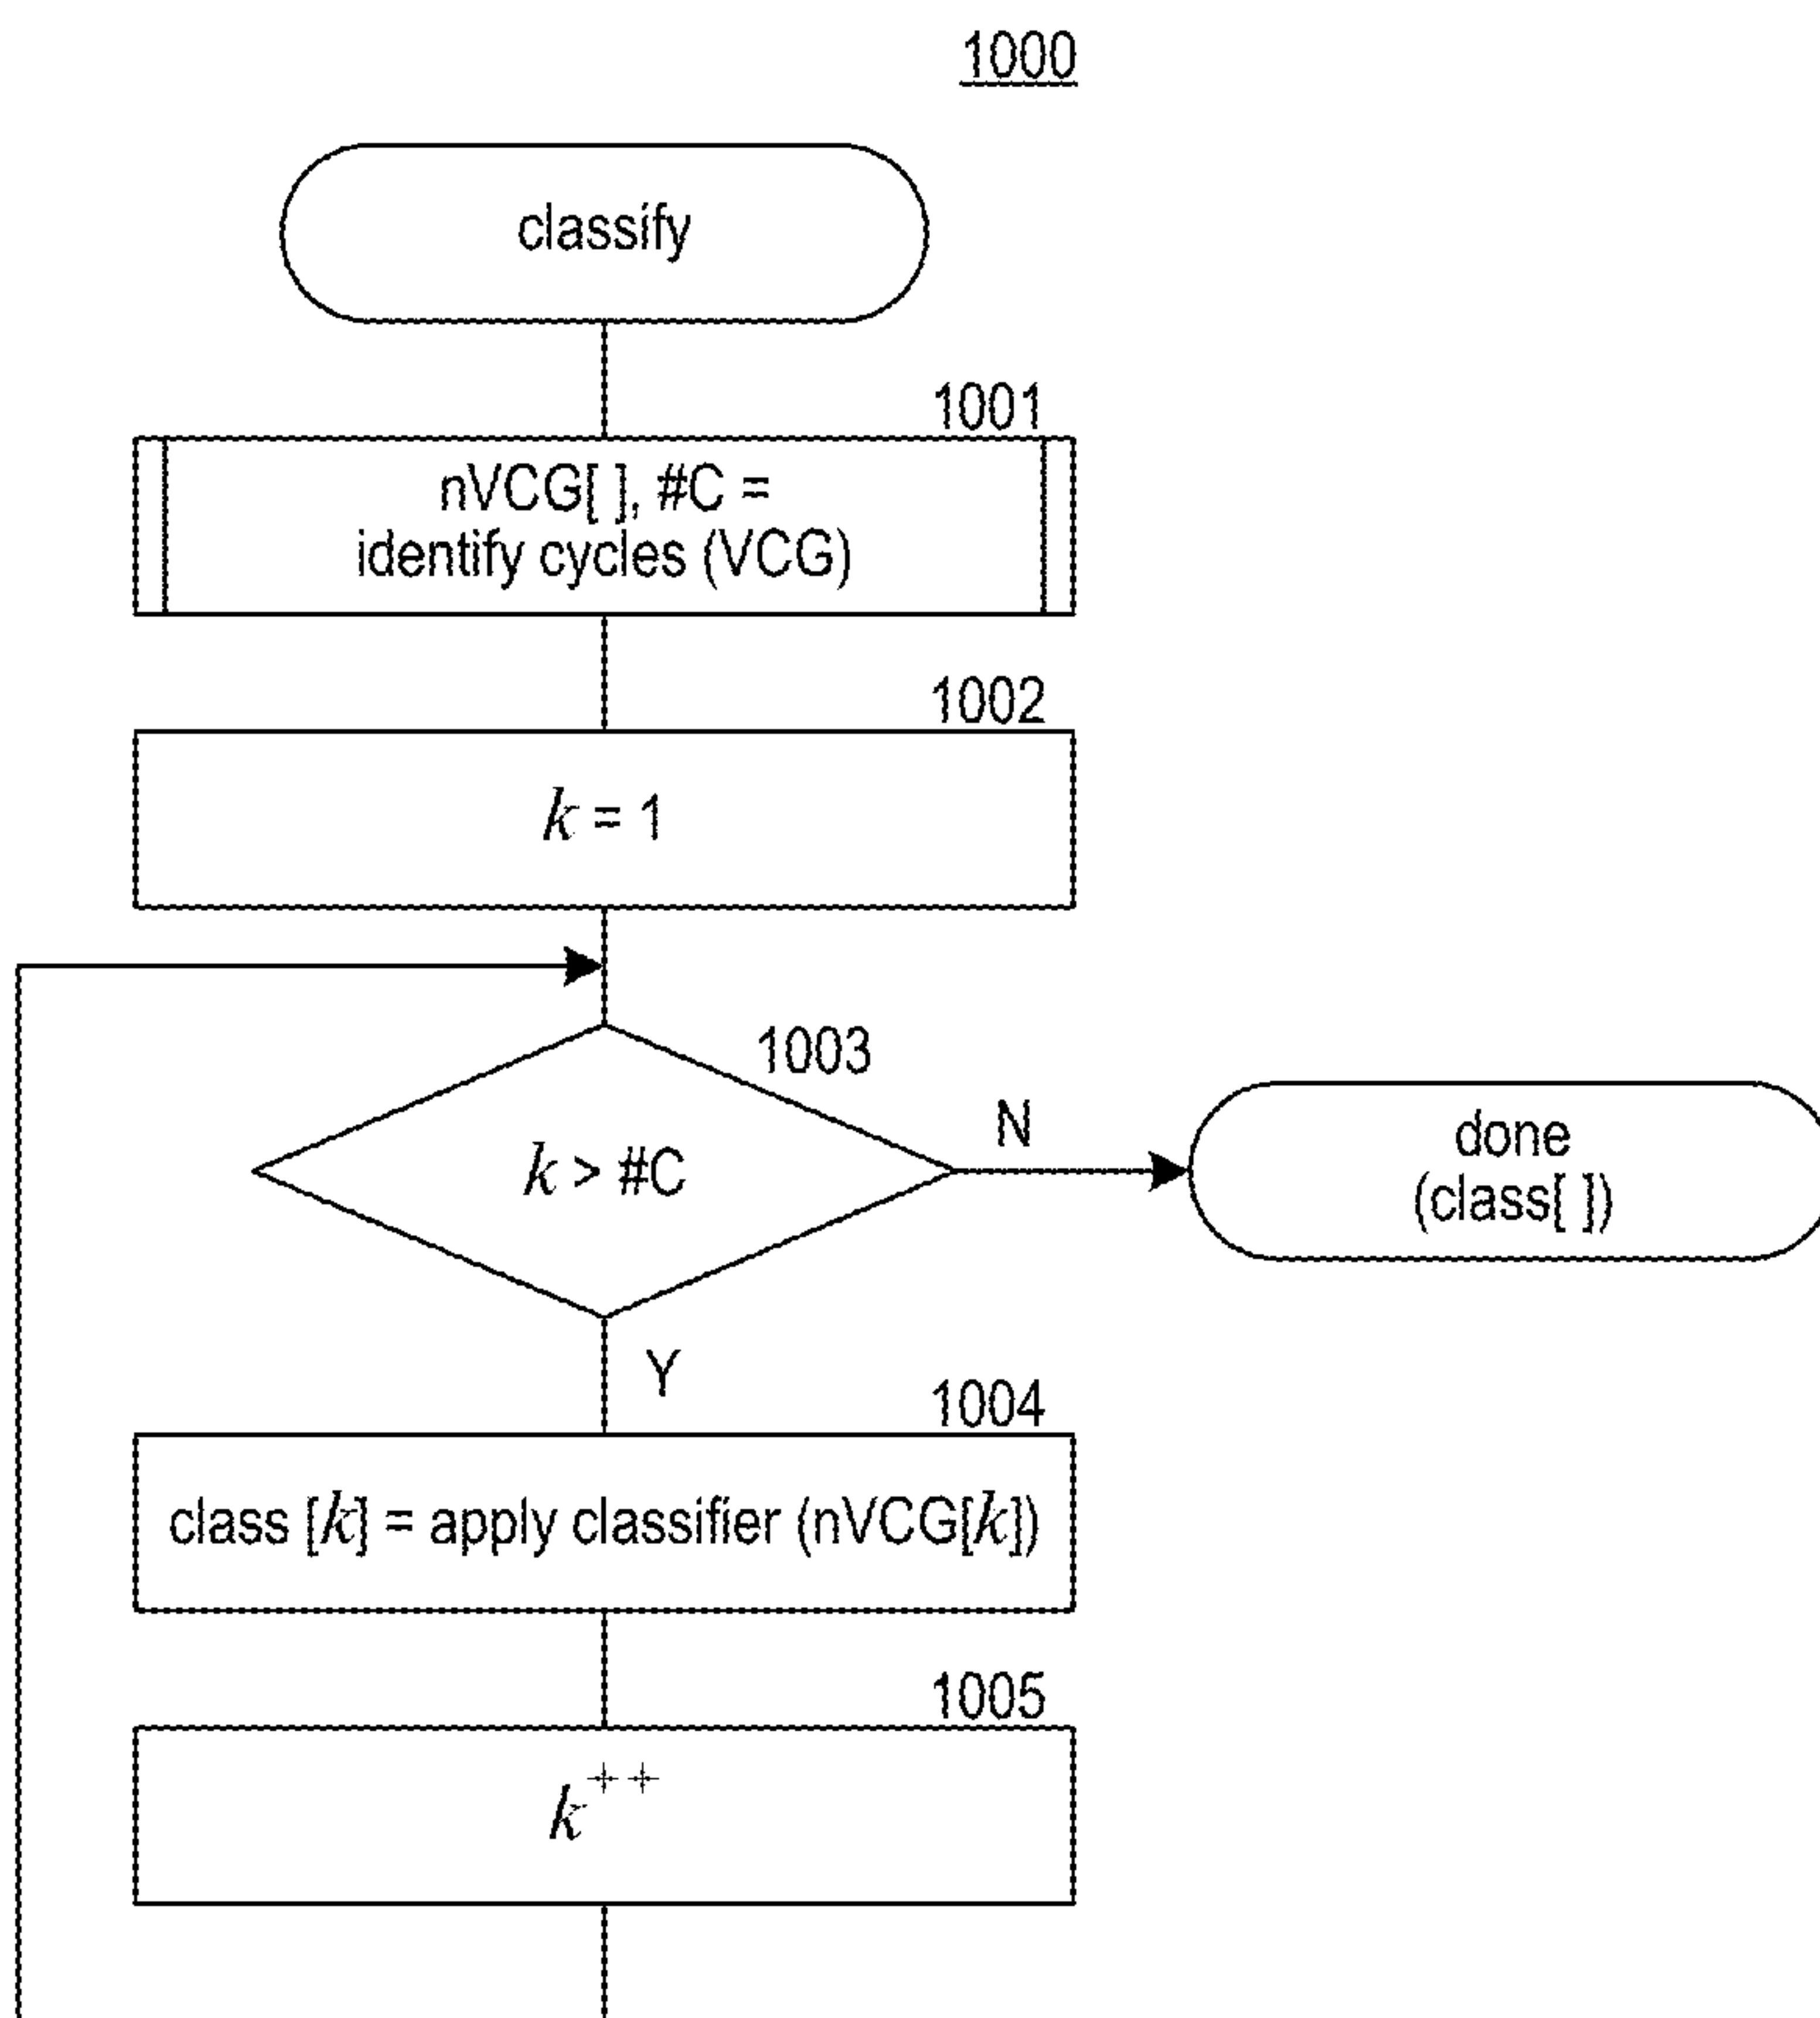 1000
classify
1001
nVCG[ ], #C =
identify cycles (VCG)
1002
k = 1
1003
k > #C
N
done
(class[ ])
Y
1004
class [k] = apply classifier (nVCG[k])
1005
k++